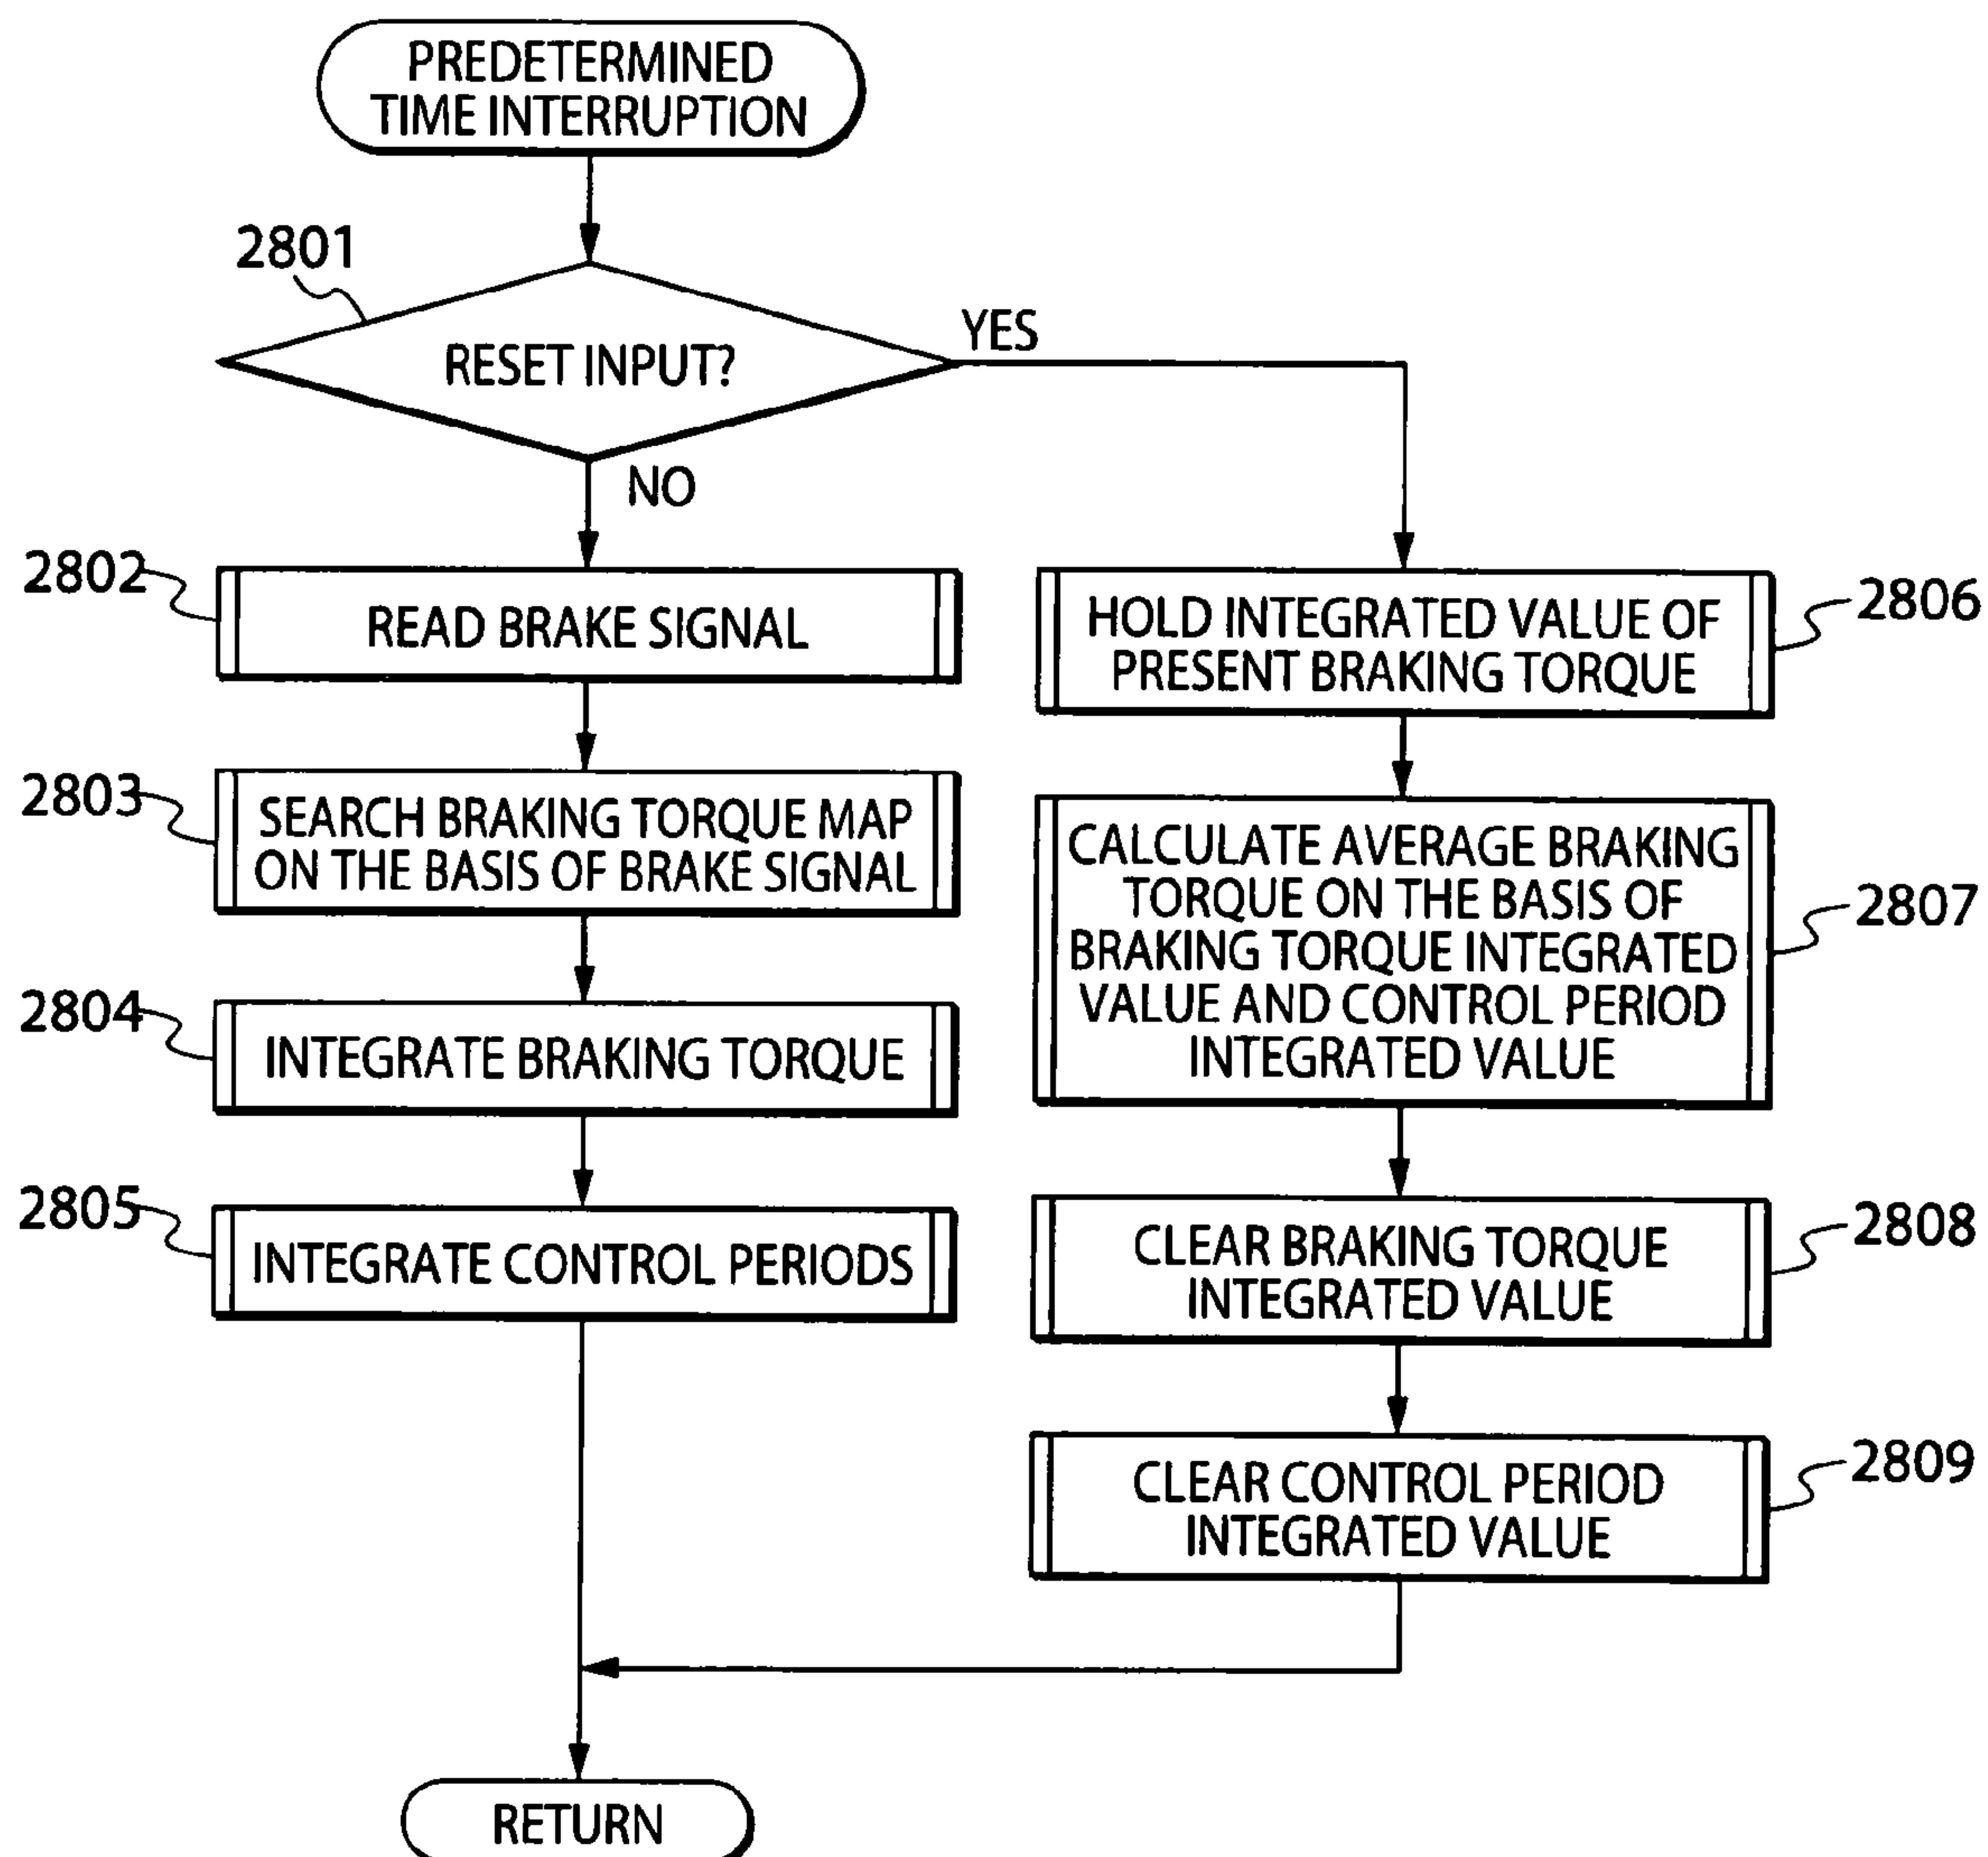 PREDETERMINED
TIME INTERRUPTION
2801
RESET INPUT?
YES
NO
2802
READ BRAKE SIGNAL
2803
SEARCH BRAKING TORQUE MAP
ON THE BASIS OF BRAKE SIGNAL
2804
INTEGRATE BRAKING TORQUE
2805
INTEGRATE CONTROL PERIODS
HOLD INTEGRATED VALUE OF
PRESENT BRAKING TORQUE
2806
CALCULATE AVERAGE BRAKING
TORQUE ON THE BASIS OF
BRAKING TORQUE INTEGRATED
VALUE AND CONTROL PERIOD
INTEGRATED VALUE
2807
CLEAR BRAKING TORQUE
INTEGRATED VALUE
2808
CLEAR CONTROL PERIOD
INTEGRATED VALUE
2809
RETURN